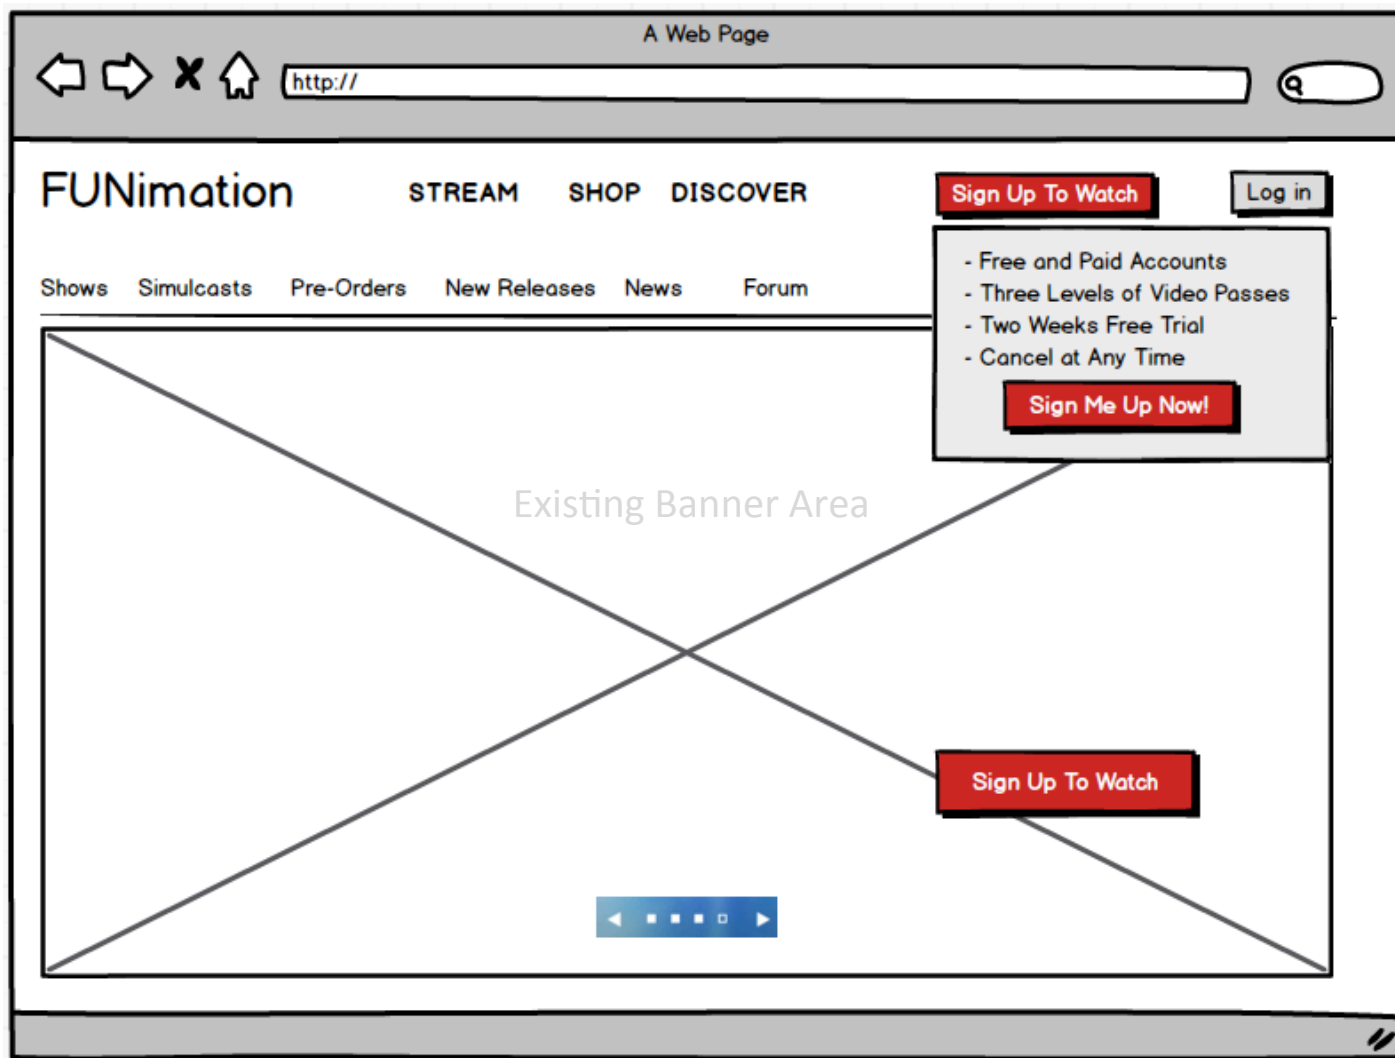 A Web Page
http://
FUNimation
STREAM SHOP DISCOVER
Sign Up To Watch
Log in
Shows Simulcasts Pre-Orders New Releases News Forum
- Free and Paid Accounts
- Three Levels of Video Passes
- Two Weeks Free Trial
- Cancel at Any Time
Sign Me Up Now!
Existing Banner Area
Sign Up To Watch